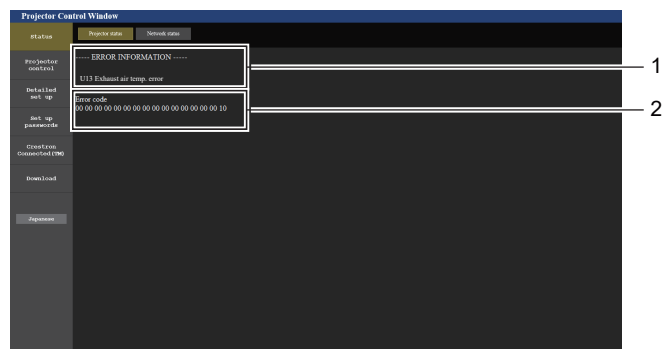 Projector Control Window
Status
Projector status
Network status
Projector
control
Detailed
set up
Set up
passwords
Crestron
Connected(TM)
Download
Japanese
----- ERROR INFORMATION -----
U13 Exhaust air temp. error
Error code
00 00 00 00 00 00 00 00 00 00 00 00 00 00 00 10
1
2